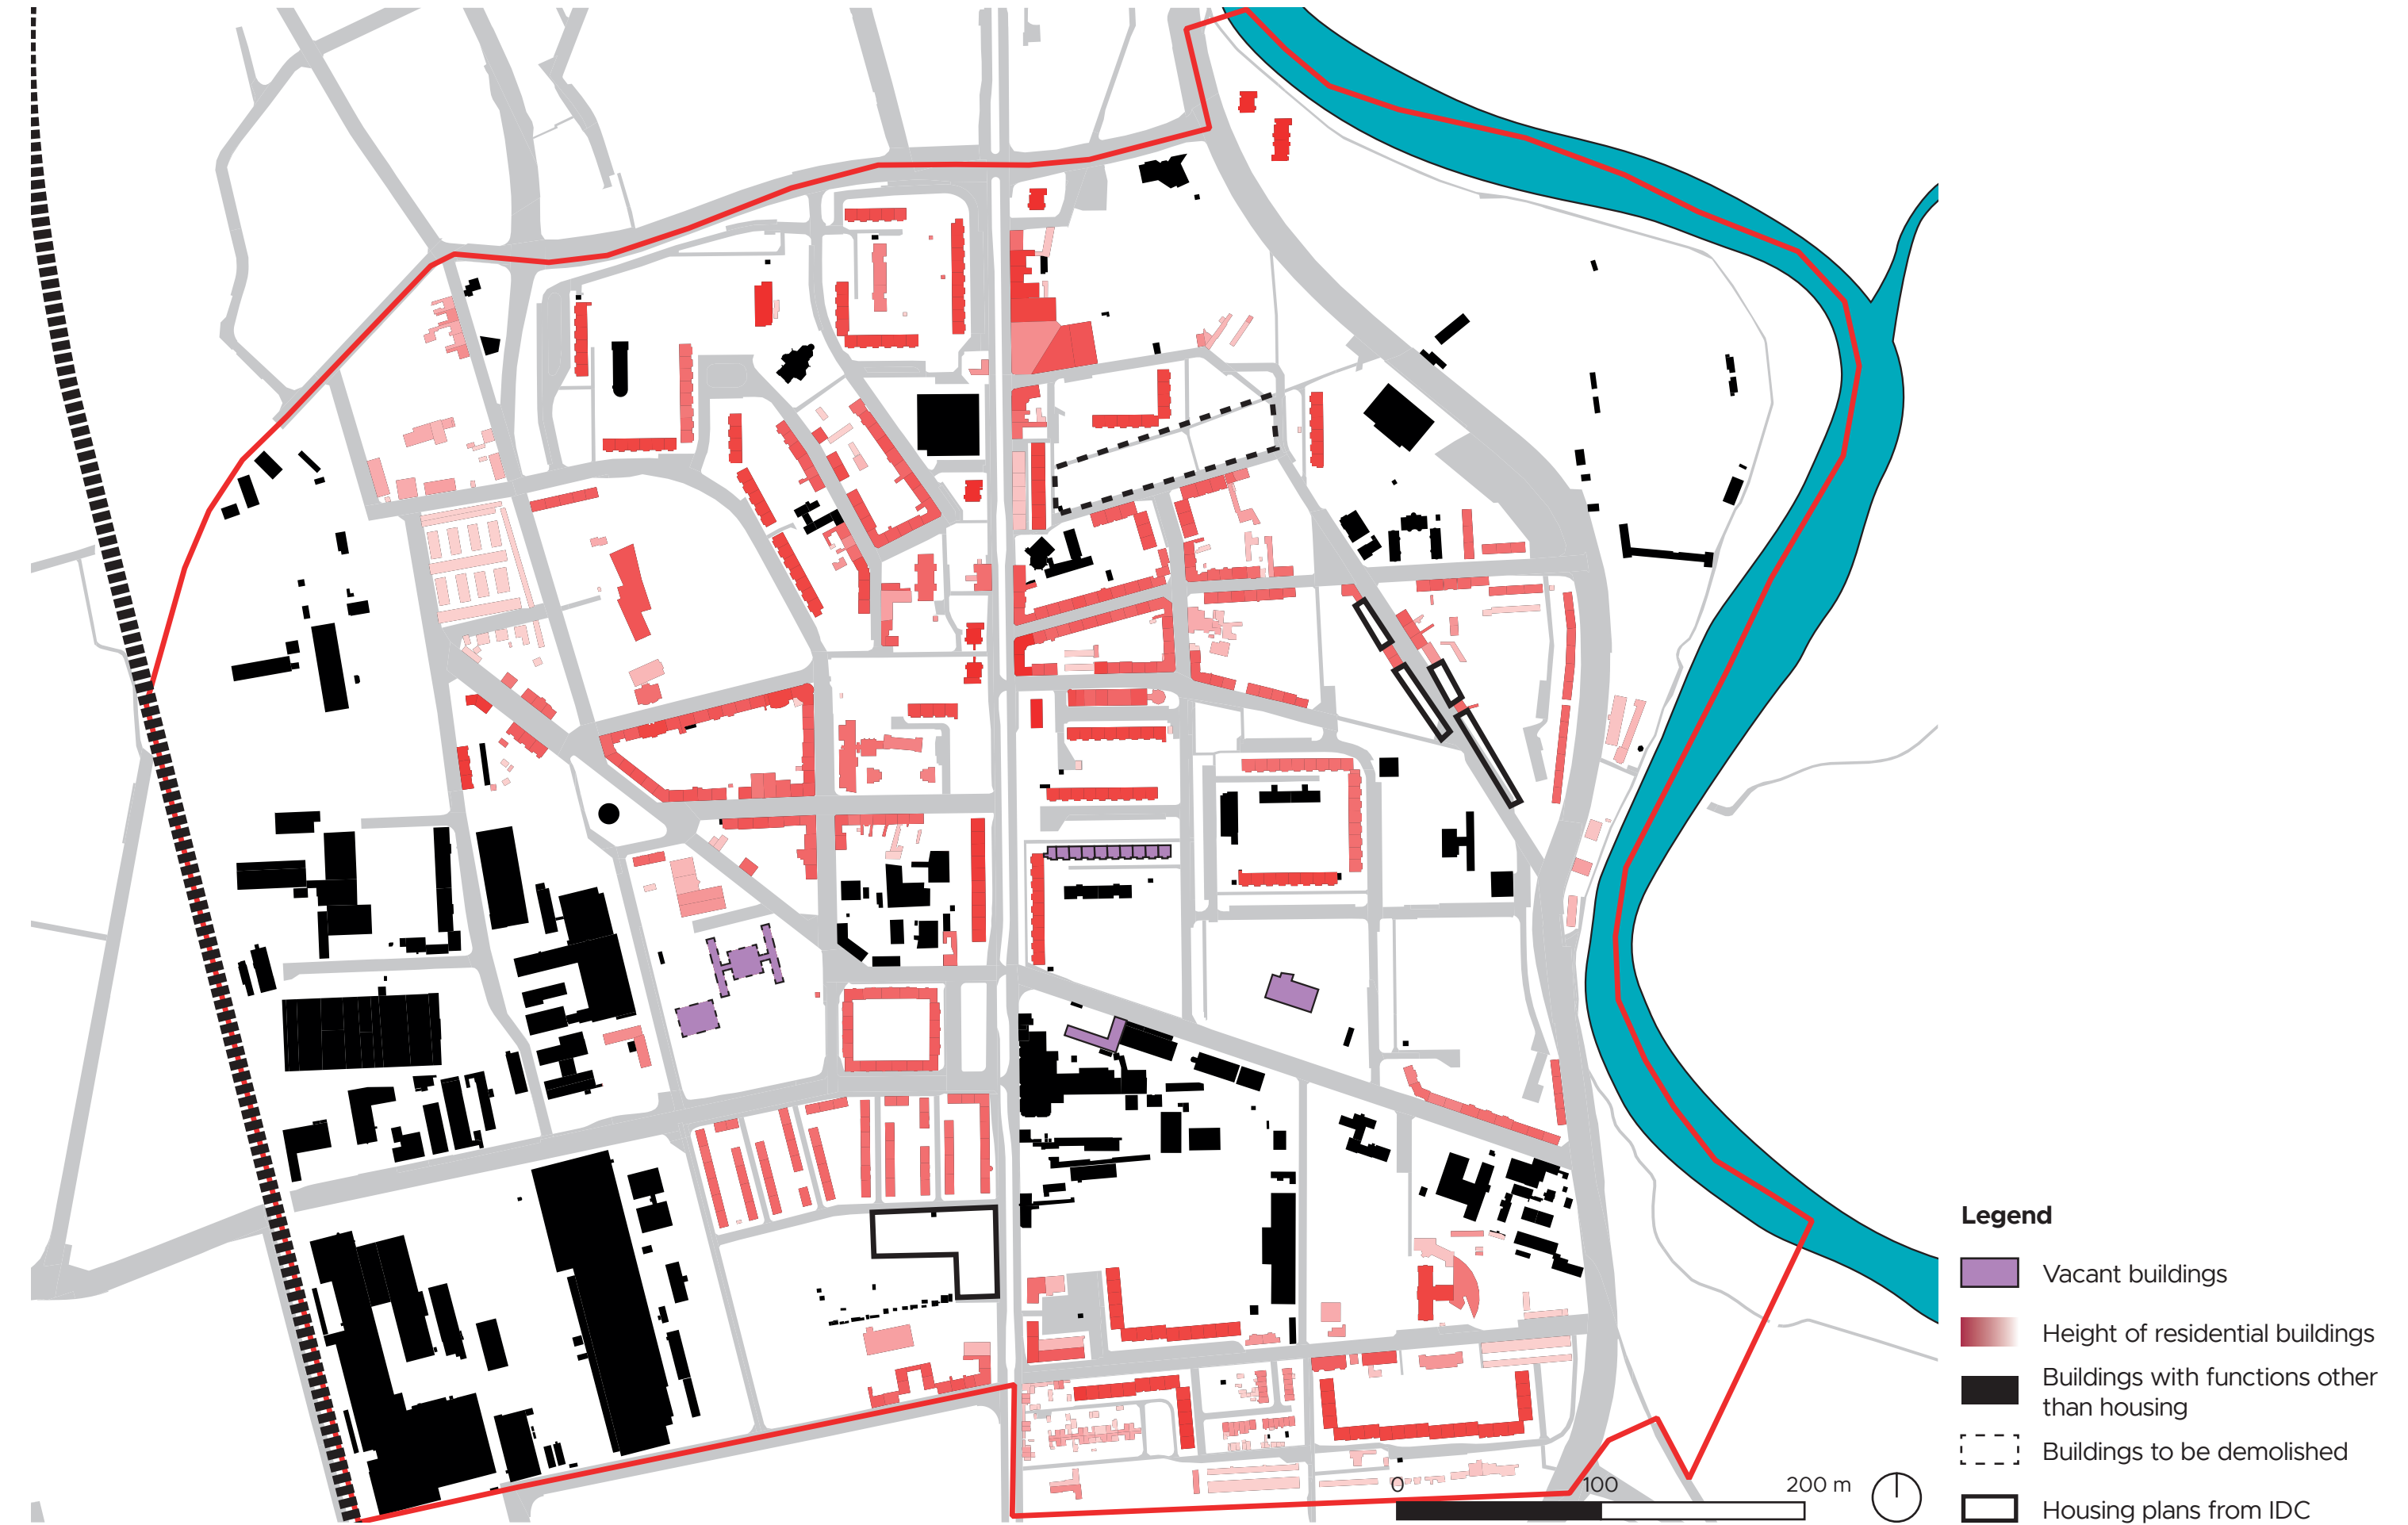 Legend
Vacant buildings
Height of residential buildings
Buildings with functions other
than housing
Buildings to be demolished
Housing plans from IDC
0 100 200 m